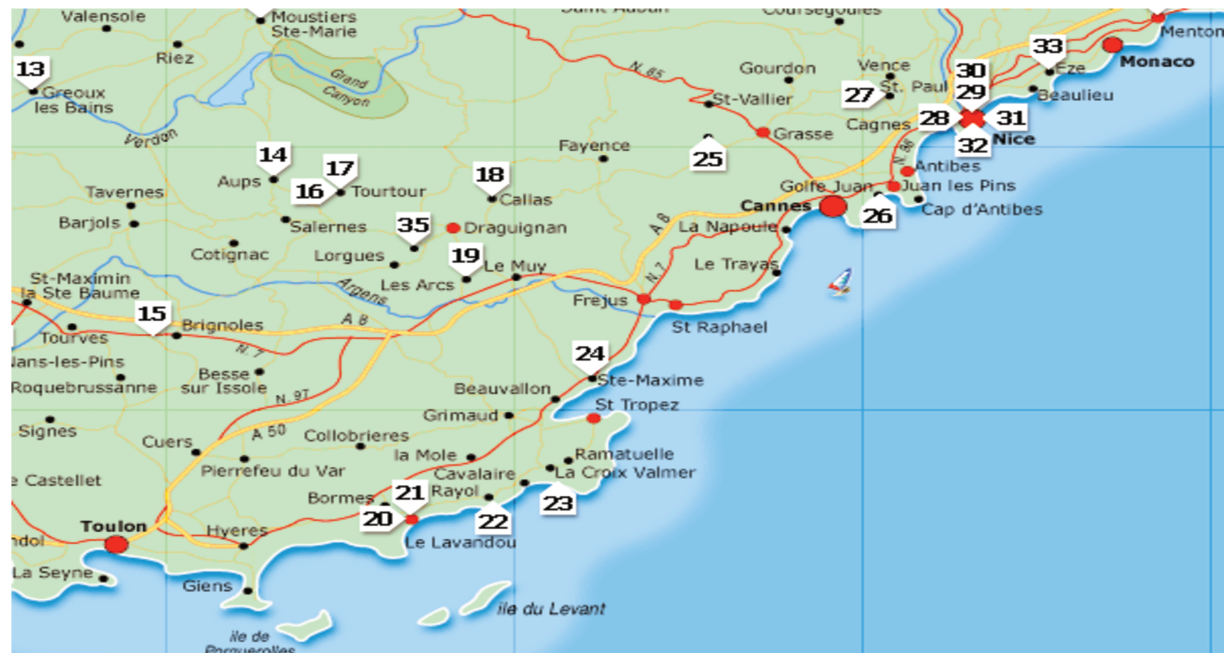 Valensole
Moustiers
Ste-Marie
Riez
Grand
Canyon
13
Greoux
les Bains
Verdon
N. 85
Gourdon
Vence
St. Paul
27
St-Vallier
Grasse
25
Cagnes
28
30
29
31
32
Nice
33
Eze
Beaulieu
Monaco
Menton
14
Aups
17
16
Tourtour
18
Callas
Fayence
Tavernes
Barjols
Salernes
Cotignac
35
Lorgues
Draguignan
19
Les Arcs
Le Muy
A 8
N. 7
Golfe Juan
Juan les Pins
Antibes
Cap d'Antibes
Cannes
26
La Napoule
Le Trayas
Frejus
St Raphael
St-Maximin
la Ste Baume
Argens
15
Brignoles
A 8
Tourves
N. 7
Besse
sur Issole
Roquebrussanne
N. 97
24
Ste-Maxime
Beauvallon
St Tropez
Grimaud
Signes
A 50
Cuers
Collobrieres
Pierrefeu du Var
la Mole
Ramatuelle
La Croix Valmer
Cavalaire
23
Castellet
Bormes
21
20
Rayol
22
Le Lavandou
Toulon
Hyeres
La Seyne
Giens
ile du Levant
ile de